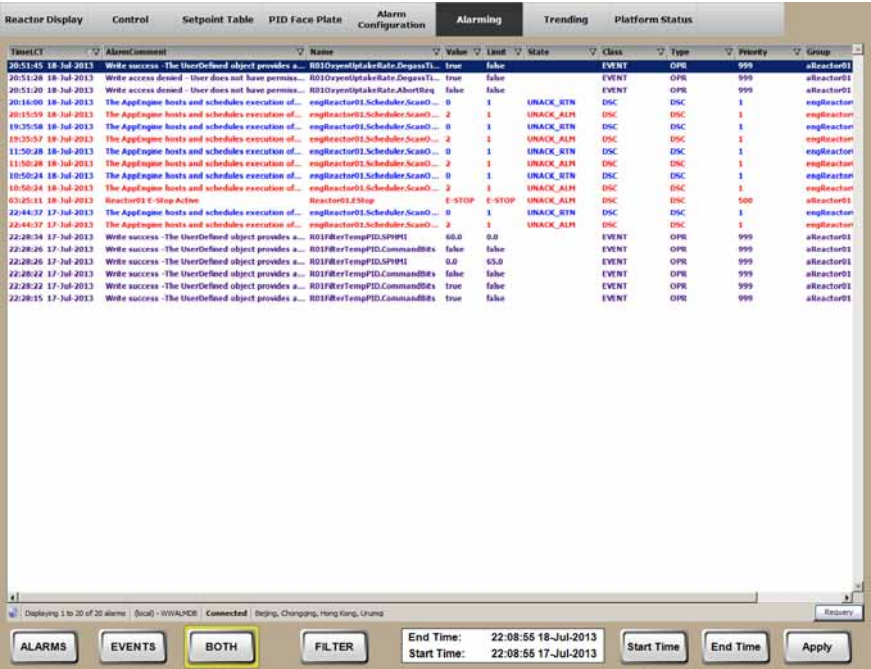 Reactor Display Control Setpoint Table PID Face Plate Alarm Configuration Alarming Trending Platform Status
TimeLCT AlarmComment Name Value Limit State Class Type Priority Group
20:51:45 18-Jul-2013 Write success -The UserDefined object provides a... R01OxyenUptakeRate.DegassTi... true false EVENT OPR 999 aReactor01
20:51:28 18-Jul-2013 Write access denied - User does not have permiss... R01OxyenUptakeRate.DegassTi... true false EVENT OPR 999 aReactor01
20:51:20 18-Jul-2013 Write access denied - User does not have permiss... R01OxyenUptakeRate.AbortReq false false EVENT OPR 999 aReactor01
20:16:00 18-Jul-2013 The AppEngine hosts and schedules execution of... engReactor01.Scheduler.ScanO... 0 1 UNACK_RTN DSC DSC 1 engReactor
20:15:59 18-Jul-2013 The AppEngine hosts and schedules execution of... engReactor01.Scheduler.ScanO... 2 1 UNACK_ALM DSC DSC 1 engReactor
19:35:58 18-Jul-2013 The AppEngine hosts and schedules execution of... engReactor01.Scheduler.ScanO... 0 1 UNACK_RTN DSC DSC 1 engReactor
19:35:57 18-Jul-2013 The AppEngine hosts and schedules execution of... engReactor01.Scheduler.ScanO... 2 1 UNACK_ALM DSC DSC 1 engReactor
11:50:28 18-Jul-2013 The AppEngine hosts and schedules execution of... engReactor01.Scheduler.ScanO... 0 1 UNACK_RTN DSC DSC 1 engReactor
11:50:28 18-Jul-2013 The AppEngine hosts and schedules execution of... engReactor01.Scheduler.ScanO... 2 1 UNACK_ALM DSC DSC 1 engReactor
10:50:24 18-Jul-2013 The AppEngine hosts and schedules execution of... engReactor01.Scheduler.ScanO... 0 1 UNACK_RTN DSC DSC 1 engReactor
10:50:24 18-Jul-2013 The AppEngine hosts and schedules execution of... engReactor01.Scheduler.ScanO... 2 1 UNACK_ALM DSC DSC 1 engReactor
03:25:11 18-Jul-2013 Reactor01 E-Stop Active Reactor01.EStop E-STOP E-STOP UNACK_ALM DSC DSC 500 aReactor01
22:44:37 17-Jul-2013 The AppEngine hosts and schedules execution of... engReactor01.Scheduler.ScanO... 0 1 UNACK_RTN DSC DSC 1 engReactor
22:44:37 17-Jul-2013 The AppEngine hosts and schedules execution of... engReactor01.Scheduler.ScanO... 2 1 UNACK_ALM DSC DSC 1 engReactor
22:28:34 17-Jul-2013 Write success -The UserDefined object provides a... R01FilterTempPID.SPHMI 60.0 0.0 EVENT OPR 999 aReactor01
22:28:26 17-Jul-2013 Write success -The UserDefined object provides a... R01FilterTempPID.CommandBits false false EVENT OPR 999 aReactor01
22:28:26 17-Jul-2013 Write success -The UserDefined object provides a... R01FilterTempPID.SPHMI 0.0 65.0 EVENT OPR 999 aReactor01
22:28:22 17-Jul-2013 Write success -The UserDefined object provides a... R01FilterTempPID.CommandBits false false EVENT OPR 999 aReactor01
22:28:22 17-Jul-2013 Write success -The UserDefined object provides a... R01FilterTempPID.CommandBits true false EVENT OPR 999 aReactor01
22:28:15 17-Jul-2013 Write success -The UserDefined object provides a... R01FilterTempPID.CommandBits true false EVENT OPR 999 aReactor01
Displaying 1 to 20 of 20 alarms (local) - WWALMDB Connected Beijing, Chongqing, Hong Kong, Urumqi Requery
ALARMS EVENTS BOTH FILTER End Time: 22:08:55 18-Jul-2013 Start Time End Time Apply
Start Time: 22:08:55 17-Jul-2013